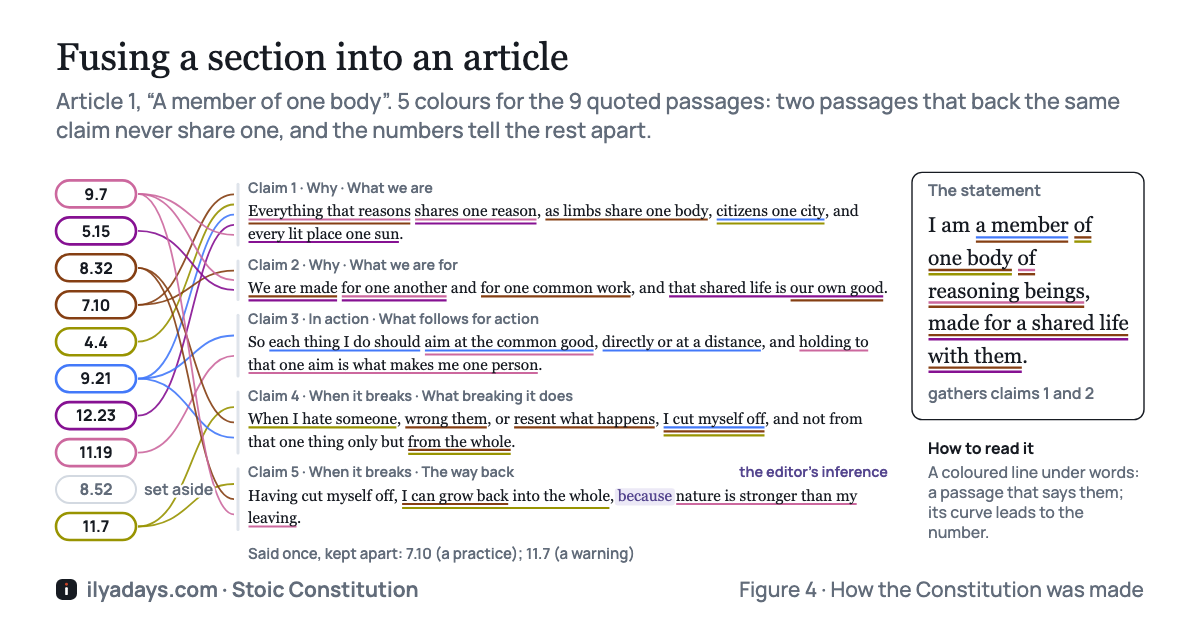 Fusing a section into an article
Article 1, “A member of one body”. 5 colours for the 9 quoted passages: two passages that back the same
claim never share one, and the numbers tell the rest apart.
9.7
5.15
8.32
7.10
4.4
9.21
12.23
11.19
8.52 set aside
11.7
Claim 1 · Why · What we are
Everything that reasons shares one reason, as limbs share one body, citizens one city, and
every lit place one sun.
Claim 2 · Why · What we are for
We are made for one another and for one common work, and that shared life is our own good.
Claim 3 · In action · What follows for action
So each thing I do should aim at the common good, directly or at a distance, and holding to
that one aim is what makes me one person.
Claim 4 · When it breaks · What breaking it does
When I hate someone, wrong them, or resent what happens, I cut myself off, and not from
that one thing only but from the whole.
Claim 5 · When it breaks · The way back
the editor’s inference
Having cut myself off, I can grow back into the whole, because nature is stronger than my
leaving.
Said once, kept apart: 7.10 (a practice); 11.7 (a warning)
The statement
I am a member of
one body of
reasoning beings,
made for a shared life
with them.
gathers claims 1 and 2
How to read it
A coloured line under words:
a passage that says them;
its curve leads to the
number.
i ilyadays.com · Stoic Constitution
Figure 4 · How the Constitution was made